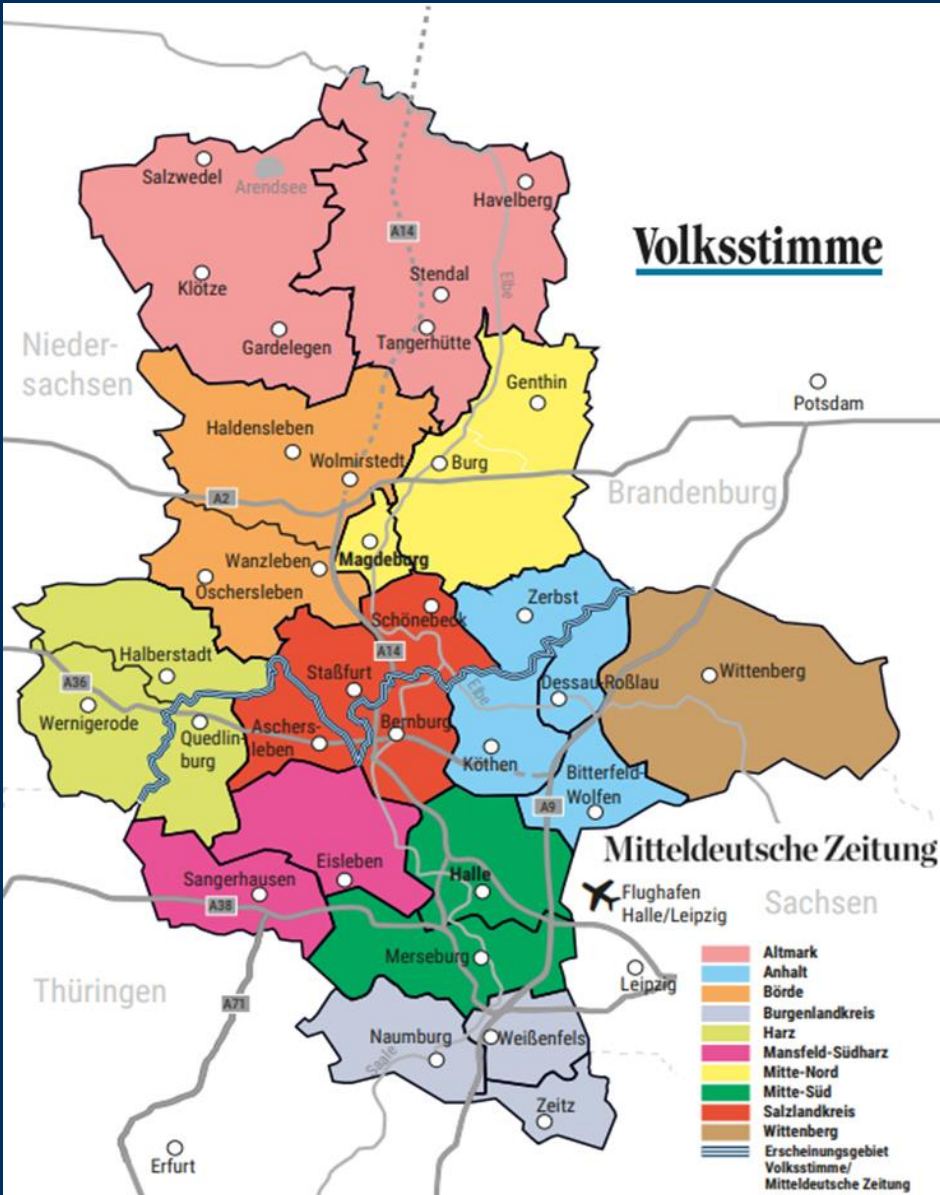 Salzwedel
Arendsee
Havelberg
A14
Volksstimme
Stendal
Elbe
Klötze
Tangerhütte
Gardelegen
Nieder-
sachsen
Genthin
Potsdam
Haldensleben
Wolmirstedt
Burg
A2
Brandenburg
Wanzleben
Magdeburg
Oschersleben
Zerbst
Schönebeck
Halberstadt
A14
Staßfurt
Wittenberg
A36
Elbe
Dessau-Roßlau
Wernigerode
Quedlin-
burg
Aschers-
leben
Bernburg
Köthen
Bitterfeld-
Wolfen
A9
Mitteldeutsche Zeitung
Eisleben
Halle
Sangerhausen
Flughafen
Halle/Leipzig
Sachsen
A38
Merseburg
Leipzig
Thüringen
A71
Naumburg
Weißenfels
Saale
Zeitz
Erfurt
Altmark
Anhalt
Börde
Burgenlandkreis
Harz
Mansfeld-Südharz
Mitte-Nord
Mitte-Süd
Salzlandkreis
Wittenberg
Erscheinungsgebiet
Volksstimme/
Mitteldeutsche Zeitung